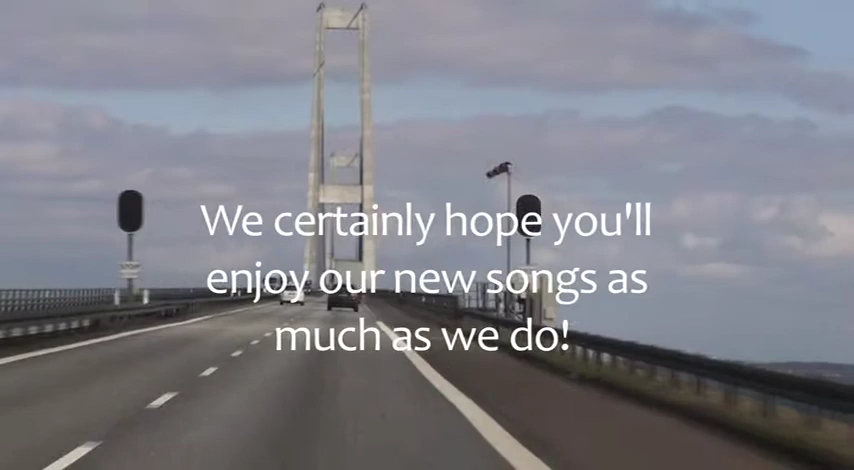 We certainly hope you'll
enjoy our new songs as
much as we do!